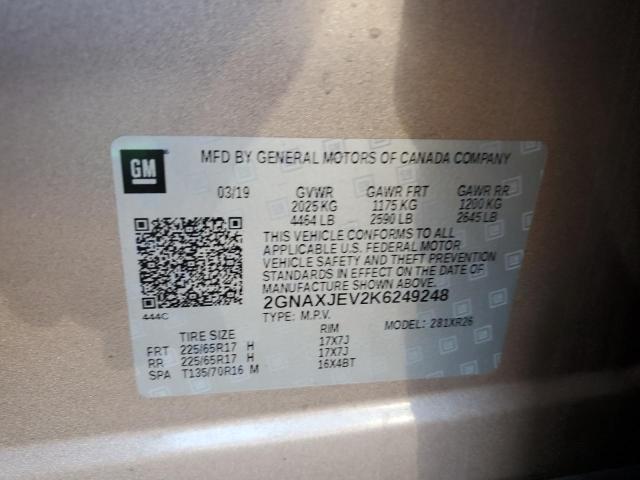 GM
MFD BY GENERAL MOTORS OF CANADA COMPANY
03/19 GVWR GAWR FRT GAWR RR
2025 KG 1175 KG 1200 KG
4464 LB 2590 LB 2645 LB
THIS VEHICLE CONFORMS TO ALL
APPLICABLE U.S. FEDERAL MOTOR
VEHICLE SAFETY AND THEFT PREVENTION
STANDARDS IN EFFECT ON THE DATE OF
MANUFACTURE SHOWN ABOVE.
2GNAXJEV2K6249248
444C TYPE: M.P.V. MODEL: 281XR26
TIRE SIZE RIM
FRT 225/65R17 H 17X7J
RR 225/65R17 H 17X7J
SPA T135/70R16 M 16X4BT